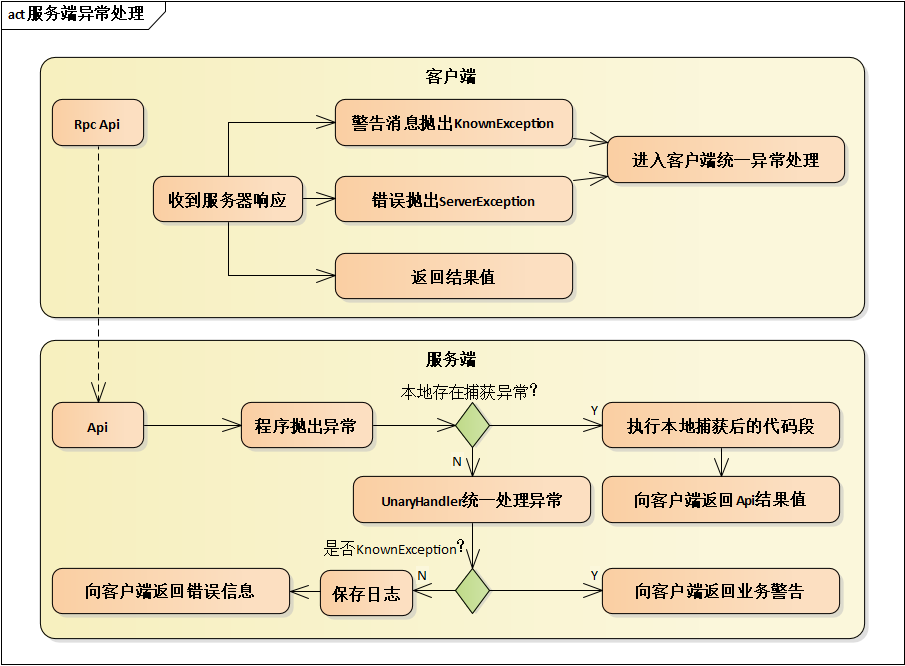 act 服务端异常处理
客户端
Rpc Api
警告消息抛出KnownException
进入客户端统一异常处理
收到服务器响应
错误抛出ServerException
返回结果值
服务端
本地存在捕获异常?
Api
程序抛出异常
Y
执行本地捕获后的代码段
N
UnaryHandler统一处理异常
向客户端返回Api结果值
是否KnownException?
向客户端返回错误信息
保存日志
N
Y
向客户端返回业务警告